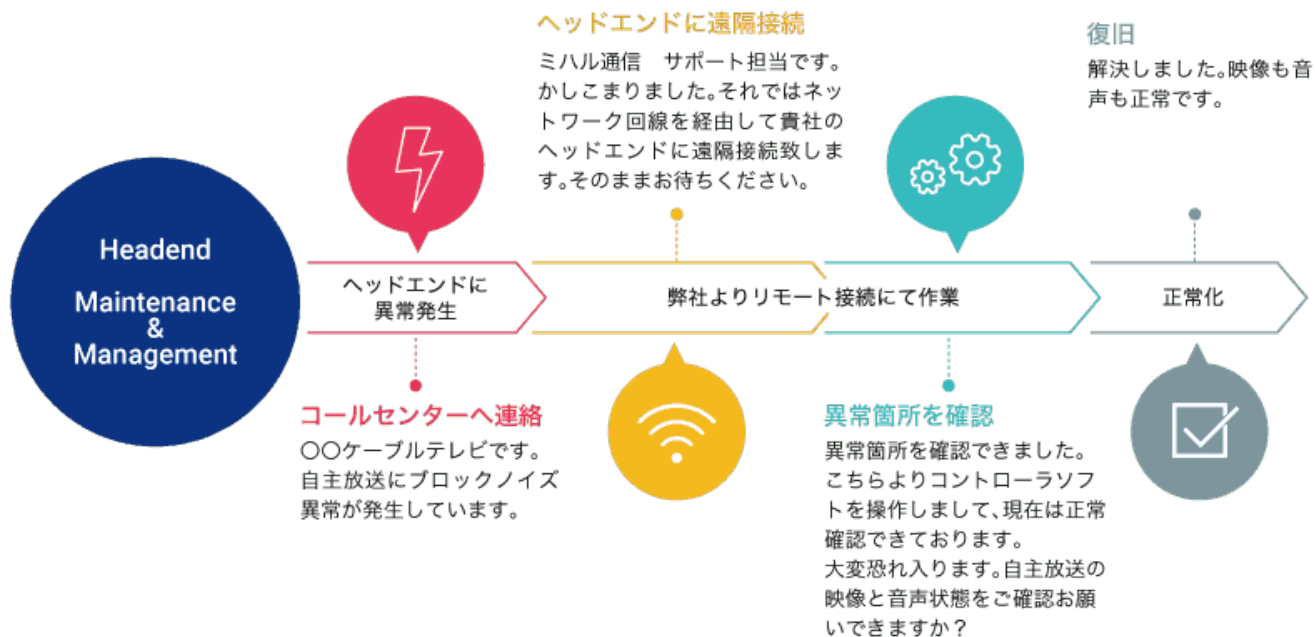 Headend
Maintenance
&
Management
ヘッドエンドに
異常発生
コールセンターへ連絡
〇〇ケーブルテレビです。
自主放送にブロックノイズ
異常が発生しています。
ヘッドエンドに遠隔接続
ミハル通信　サポート担当です。
かしこまりました。それではネッ
トワーク回線を経由して貴社の
ヘッドエンドに遠隔接続致しま
す。そのままお待ちください。
弊社よりリモート接続にて作業
異常箇所を確認
異常箇所を確認できました。
こちらよりコントローラソフ
トを操作しまして、現在は正常
確認できております。
大変恐れ入ります。自主放送の
映像と音声状態をご確認お願
いできますか？
復旧
解決しました。映像も音
声も正常です。
正常化